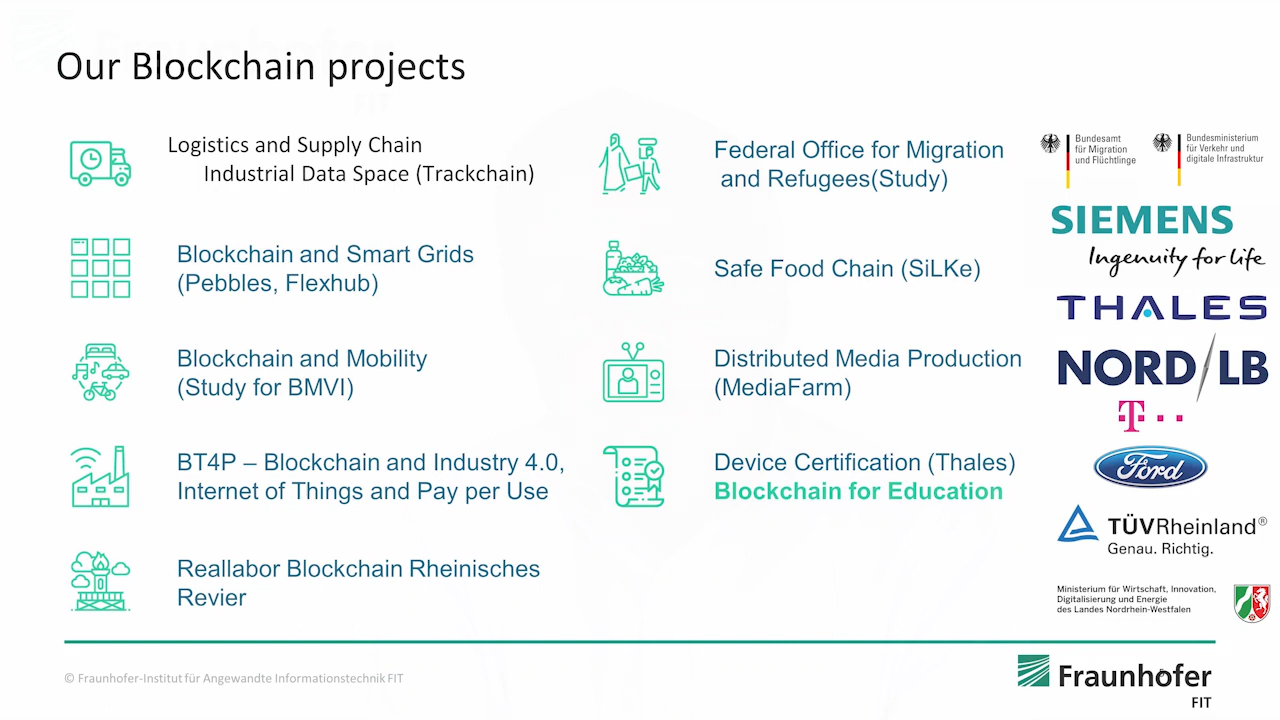 Our Blockchain projects
Logistics and Supply Chain
Industrial Data Space (Trackchain)
Blockchain and Smart Grids
(Pebbles, Flexhub)
Blockchain and Mobility
(Study for BMVI)
BT4P – Blockchain and Industry 4.0,
Internet of Things and Pay per Use
Reallabor Blockchain Rheinisches
Revier
Federal Office for Migration
and Refugees(Study)
Safe Food Chain (SiLKe)
Distributed Media Production
(MediaFarm)
Device Certification (Thales)
Blockchain for Education
Bundesamt
für Migration
und Flüchtlinge
Bundesministerium
für Verkehr und
digitale Infrastruktur
SIEMENS
Ingenuity for life
THALES
NORD/LB
T··
Ford
TÜVRheinland®
Genau. Richtig.
Ministerium für Wirtschaft, Innovation,
Digitalisierung und Energie
des Landes Nordrhein-Westfalen
© Fraunhofer-Institut für Angewandte Informationstechnik FIT
Fraunhofer
FIT